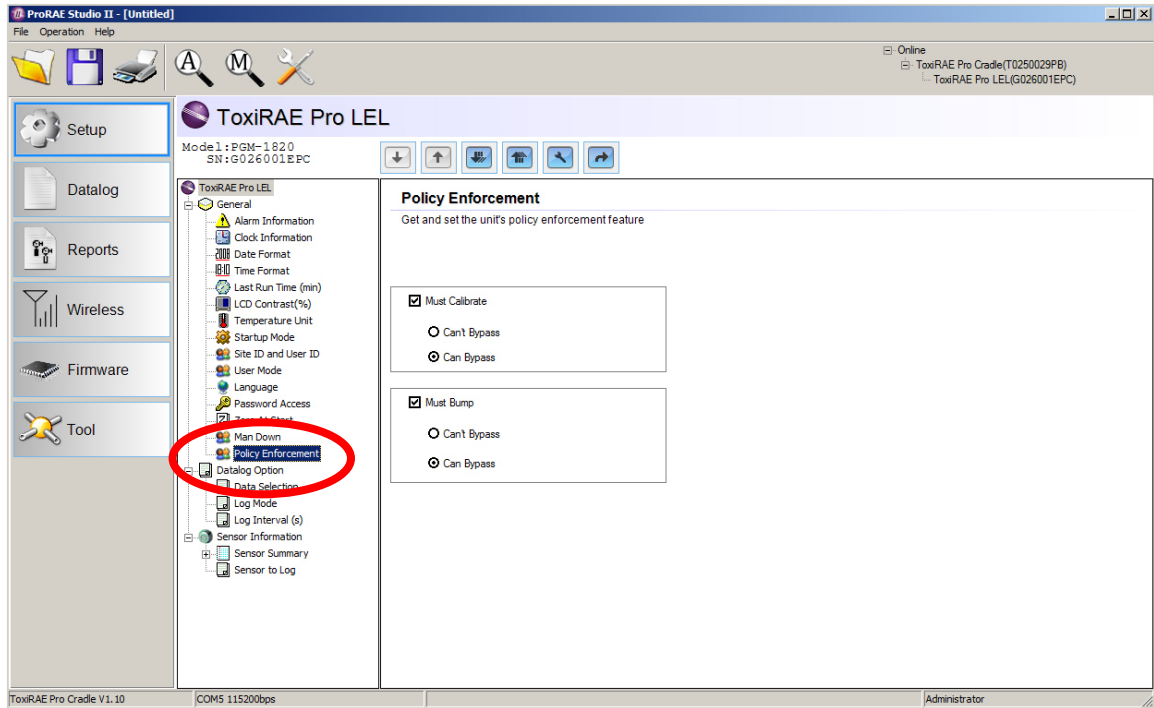 ProRAE Studio II - [Untitled]
File Operation Help
A M
Online
ToxiRAE Pro Cradle(T0250029PB)
ToxiRAE Pro LEL(G026001EPC)
Setup
Datalog
Reports
Wireless
Firmware
Tool
ToxiRAE Pro LEL
Model:PGM-1820
SN:G026001EPC
ToxiRAE Pro LEL
General
Alarm Information
Clock Information
Date Format
Time Format
Last Run Time (min)
LCD Contrast(%)
Temperature Unit
Startup Mode
Site ID and User ID
User Mode
Language
Password Access
Zero At Start
Man Down
Policy Enforcement
Datalog Option
Data Selection
Log Mode
Log Interval (s)
Sensor Information
Sensor Summary
Sensor to Log
Policy Enforcement
Get and set the unit's policy enforcement feature
Must Calibrate
Can't Bypass
Can Bypass
Must Bump
Can't Bypass
Can Bypass
ToxiRAE Pro Cradle V1.10
COM5 115200bps
Administrator